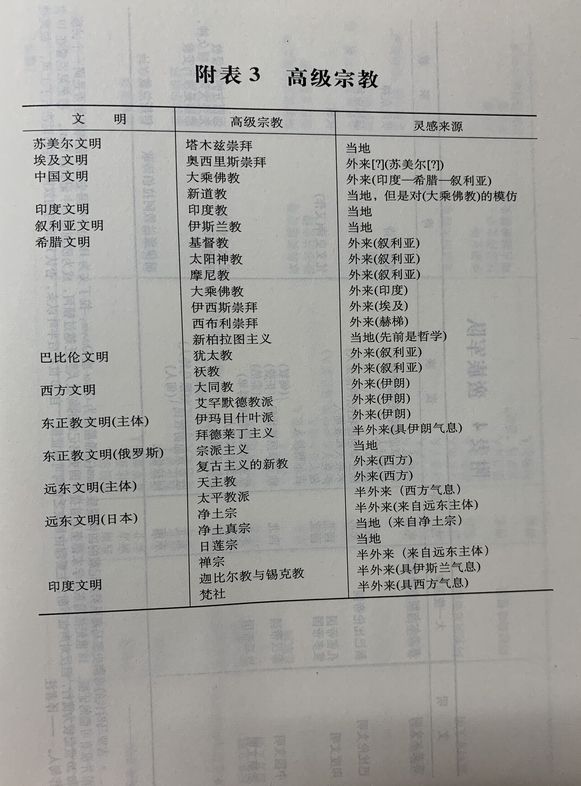 附表3 高级宗教
文 明 高级宗教 灵感来源
苏美尔文明 塔木兹崇拜 当地
埃及文明 奥西里斯崇拜 外来[?](苏美尔[?])
中国文明 大乘佛教 外来(印度—希腊—叙利亚)
新道教 当地，但是对(大乘佛教)的模仿
印度文明 印度教 当地
叙利亚文明 伊斯兰教 当地
希腊文明 基督教 外来(叙利亚)
太阳神教 外来(叙利亚)
摩尼教 外来(叙利亚)
大乘佛教 外来(印度)
伊西斯崇拜 外来(埃及)
西布利崇拜 外来(赫梯)
新柏拉图主义 当地(先前是哲学)
巴比伦文明 犹太教 外来(叙利亚)
祆教 外来(叙利亚)
西方文明 大同教 外来(伊朗)
艾罕默德教派 外来(伊朗)
东正教文明(主体) 伊玛目什叶派 外来(伊朗)
拜德莱丁主义 半外来(具伊朗气息)
东正教文明(俄罗斯) 宗派主义 当地
复古主义的新教 外来(西方)
远东文明(主体) 天主教 外来(西方)
太平教派 半外来（西方气息）
远东文明(日本) 净土宗 半外来(来自远东主体)
净土真宗 当地（来自净土宗）
日莲宗 当地
禅宗 半外来（来自远东主体）
印度文明 迦比尔教与锡克教 半外来(具伊斯兰气息)
梵社 半外来(具西方气息)